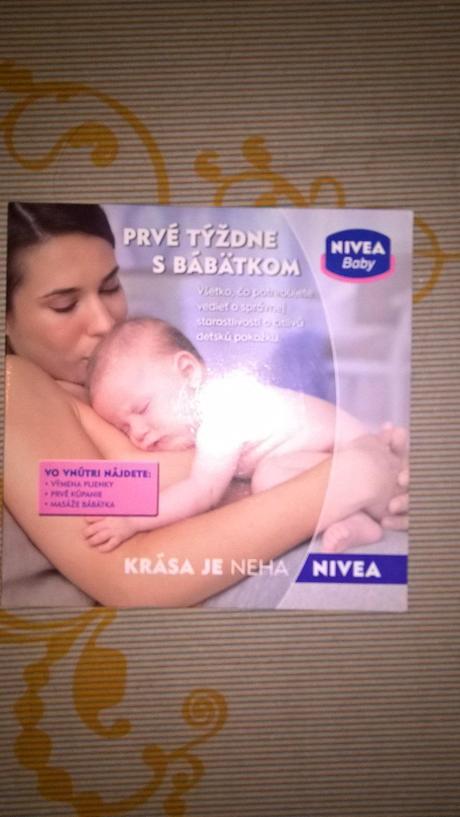 PRVÉ TÝŽDNE
S BÁBÄTKOM
NIVEA
Baby
Všetko, čo potrebujete
vedieť o správnej
starostlivosti o citlivú
detskú pokožku
VO VNÚTRI NÁJDETE:
• VÝMENA PLIENKY
• PRVÉ KÚPANIE
• MASÁŽE BÁBÄTKA
KRÁSA JE NEHA
NIVEA